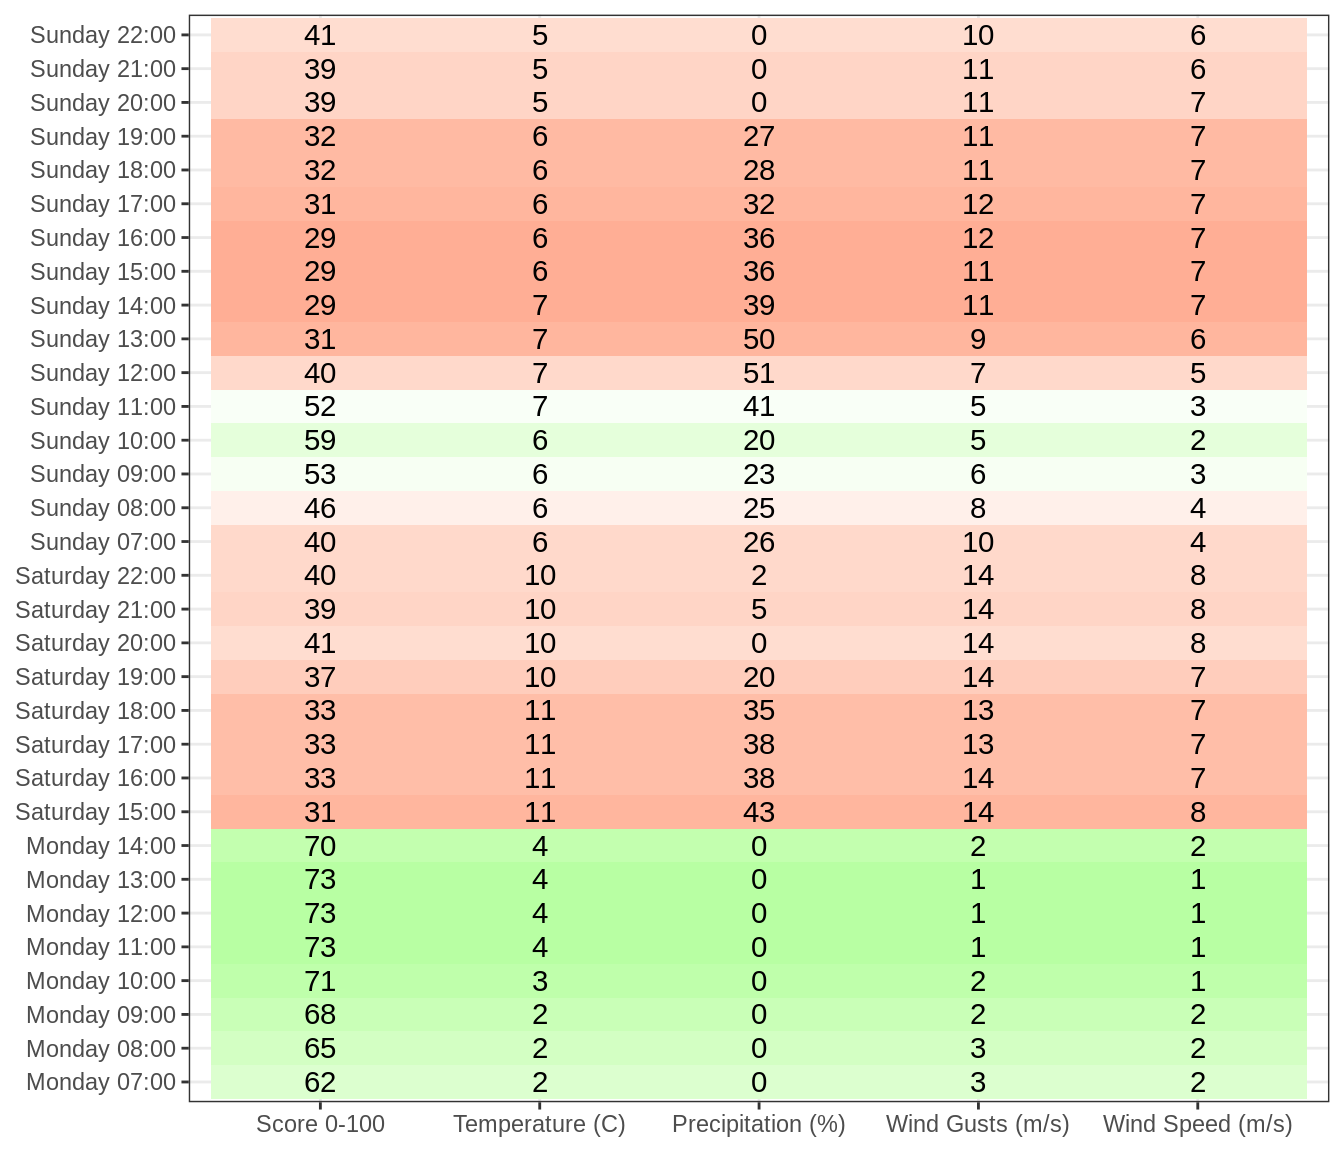 Sunday 22:00 41 5 0 10 6
Sunday 21:00 39 5 0 11 6
Sunday 20:00 39 5 0 11 7
Sunday 19:00 32 6 27 11 7
Sunday 18:00 32 6 28 11 7
Sunday 17:00 31 6 32 12 7
Sunday 16:00 29 6 36 12 7
Sunday 15:00 29 6 36 11 7
Sunday 14:00 29 7 39 11 7
Sunday 13:00 31 7 50 9 6
Sunday 12:00 40 7 51 7 5
Sunday 11:00 52 7 41 5 3
Sunday 10:00 59 6 20 5 2
Sunday 09:00 53 6 23 6 3
Sunday 08:00 46 6 25 8 4
Sunday 07:00 40 6 26 10 4
Saturday 22:00 40 10 2 14 8
Saturday 21:00 39 10 5 14 8
Saturday 20:00 41 10 0 14 8
Saturday 19:00 37 10 20 14 7
Saturday 18:00 33 11 35 13 7
Saturday 17:00 33 11 38 13 7
Saturday 16:00 33 11 38 14 7
Saturday 15:00 31 11 43 14 8
Monday 14:00 70 4 0 2 2
Monday 13:00 73 4 0 1 1
Monday 12:00 73 4 0 1 1
Monday 11:00 73 4 0 1 1
Monday 10:00 71 3 0 2 1
Monday 09:00 68 2 0 2 2
Monday 08:00 65 2 0 3 2
Monday 07:00 62 2 0 3 2
Score 0-100 Temperature (C) Precipitation (%) Wind Gusts (m/s) Wind Speed (m/s)